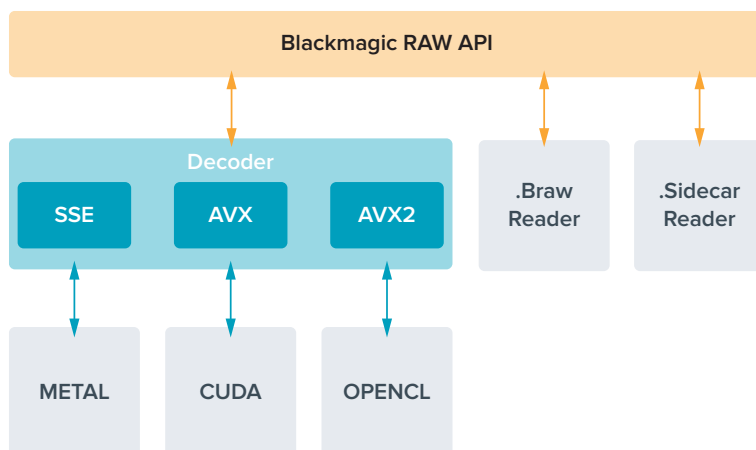 Blackmagic RAW API
Decoder
SSE
AVX
AVX2
.Braw
Reader
.Sidecar
Reader
METAL
CUDA
OPENCL